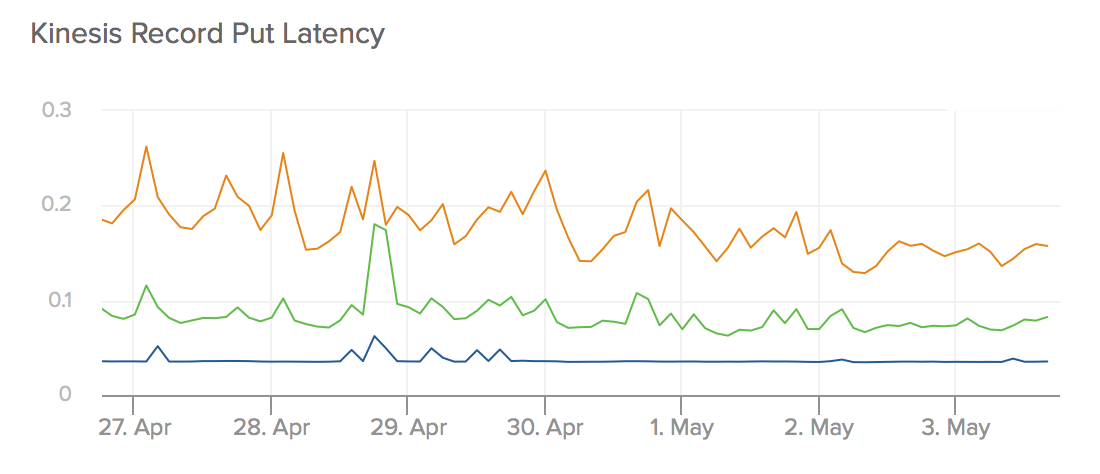 Kinesis Record Put Latency
0.3
0.2
0.1
0
27. Apr 28. Apr 29. Apr 30. Apr 1. May 2. May 3. May